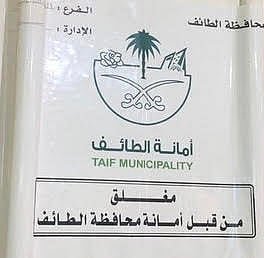 محافظة الطائف
الفرع :
الإدارة :
أمانة الطائف
TAIF MUNICIPALITY
مغلق
من قبل أمانة محافظة الطائف